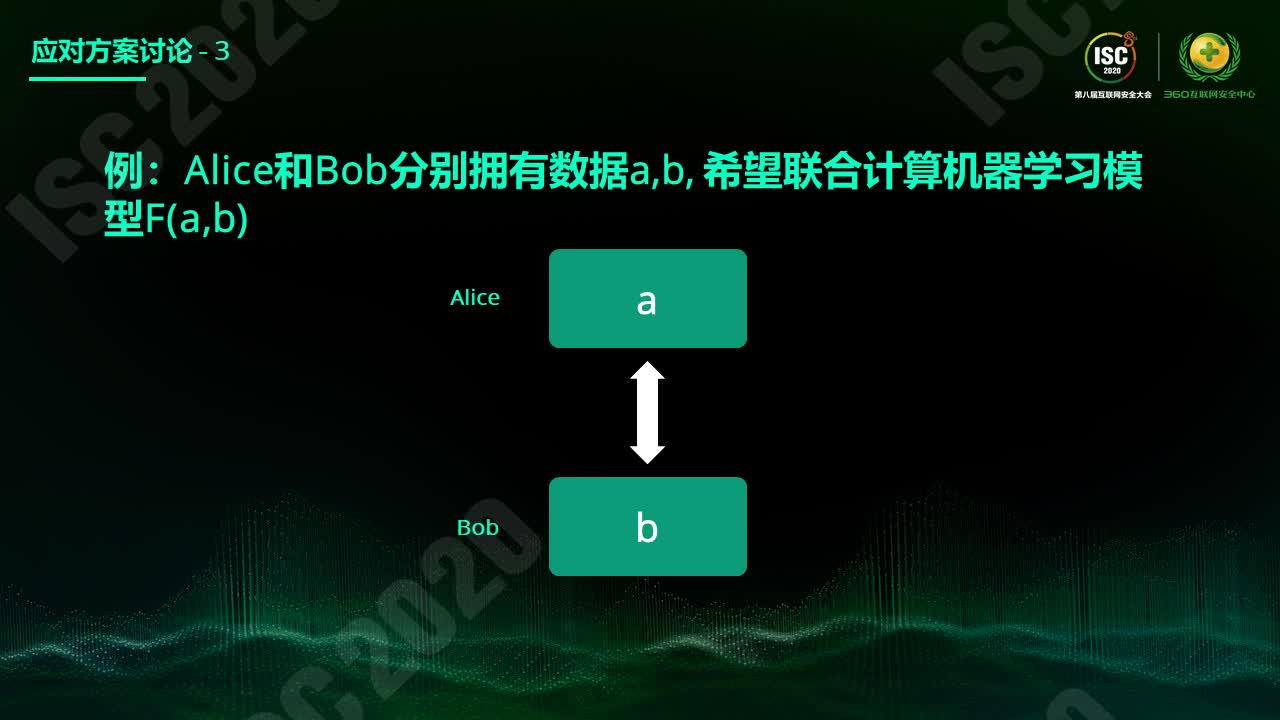 应对方案讨论 - 3
ISC
2020
第八届互联网安全大会
360互联网安全中心
例：Alice和Bob分别拥有数据a,b, 希望联合计算机器学习模
型F(a,b)
Alice
a
Bob
b
ISC 2020
ISC
ISC 2020